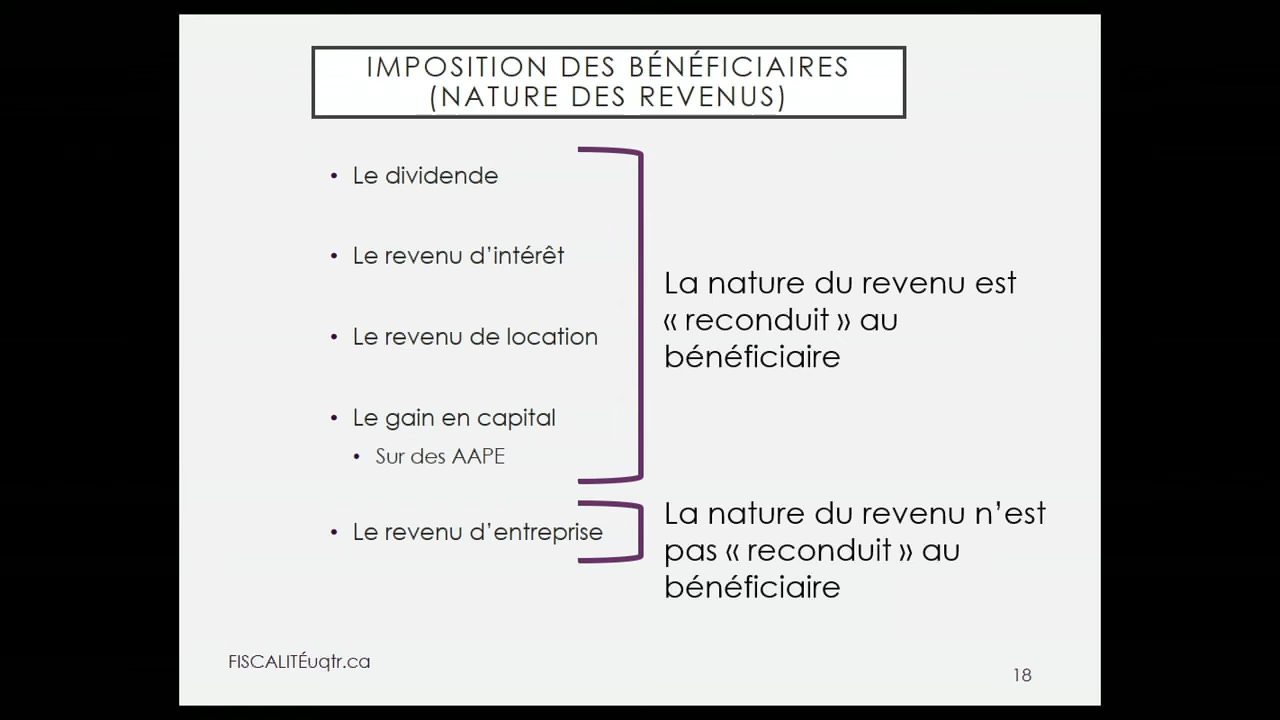 IMPOSITION DES BÉNÉFICIAIRES
(NATURE DES REVENUS)
• Le dividende
• Le revenu d'intérêt
• Le revenu de location
• Le gain en capital
• Sur des AAPE
La nature du revenu est
« reconduit » au
bénéficiaire
• Le revenu d'entreprise
La nature du revenu n'est
pas « reconduit » au
bénéficiaire
FISCALITÉuqtr.ca
18